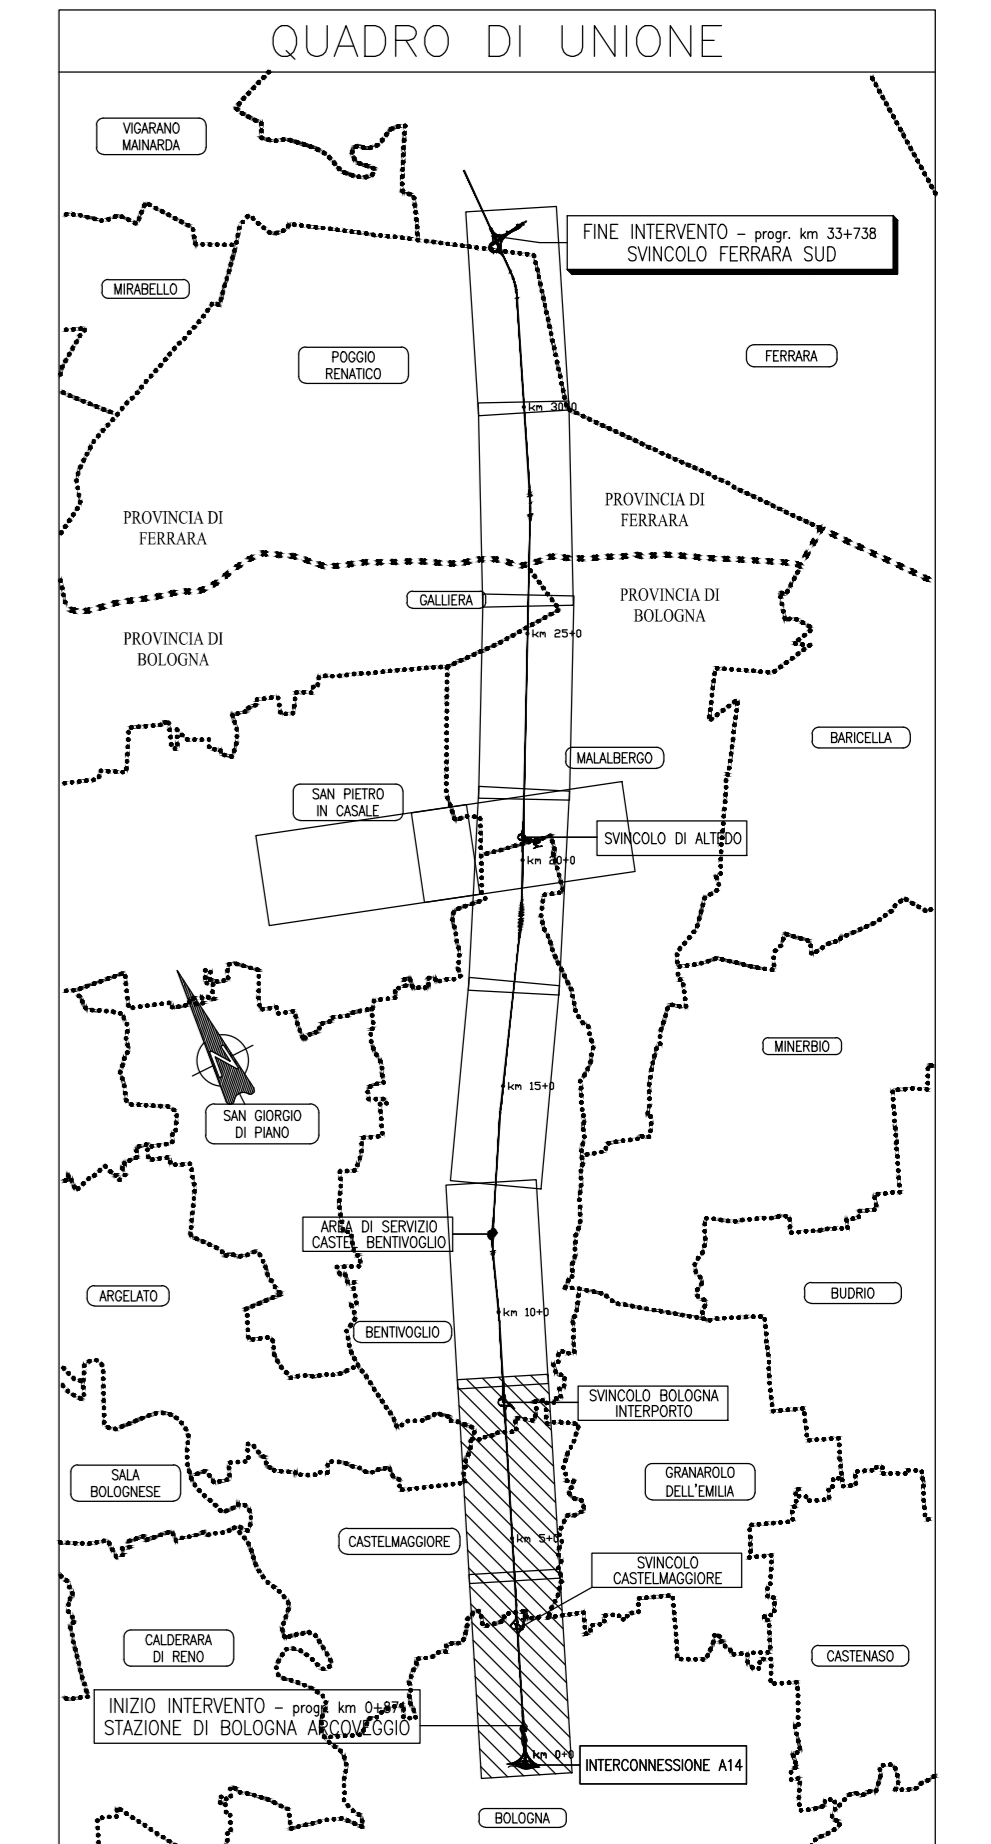 QUADRO DI UNIONE
VIGARANO
MAINARDA
FINE INTERVENTO – progr. km 33+738
SVINCOLO FERRARA SUD
MIRABELLO
POGGIO
RENATICO
FERRARA
km 30+0
PROVINCIA DI
FERRARA
PROVINCIA DI
FERRARA
GALLIERA
PROVINCIA DI
BOLOGNA
PROVINCIA DI
BOLOGNA
km 25+0
BARICELLA
MALALBERGO
SAN PIETRO
IN CASALE
SVINCOLO DI ALTEDO
km 20+0
MINERBIO
N
km 15+0
SAN GIORGIO
DI PIANO
AREA DI SERVIZIO
CASTEL BENTIVOGLIO
ARGELATO
BUDRIO
km 10+0
BENTIVOGLIO
SVINCOLO BOLOGNA
INTERPORTO
SALA
BOLOGNESE
GRANAROLO
DELL'EMILIA
CASTELMAGGIORE
km 5+0
SVINCOLO
CASTELMAGGIORE
CALDERARA
DI RENO
CASTENASO
INIZIO INTERVENTO – progr. km
STAZIONE DI BOLOGNA ARCOVEGGIO
km 0+0
INTERCONNESSIONE A14
BOLOGNA